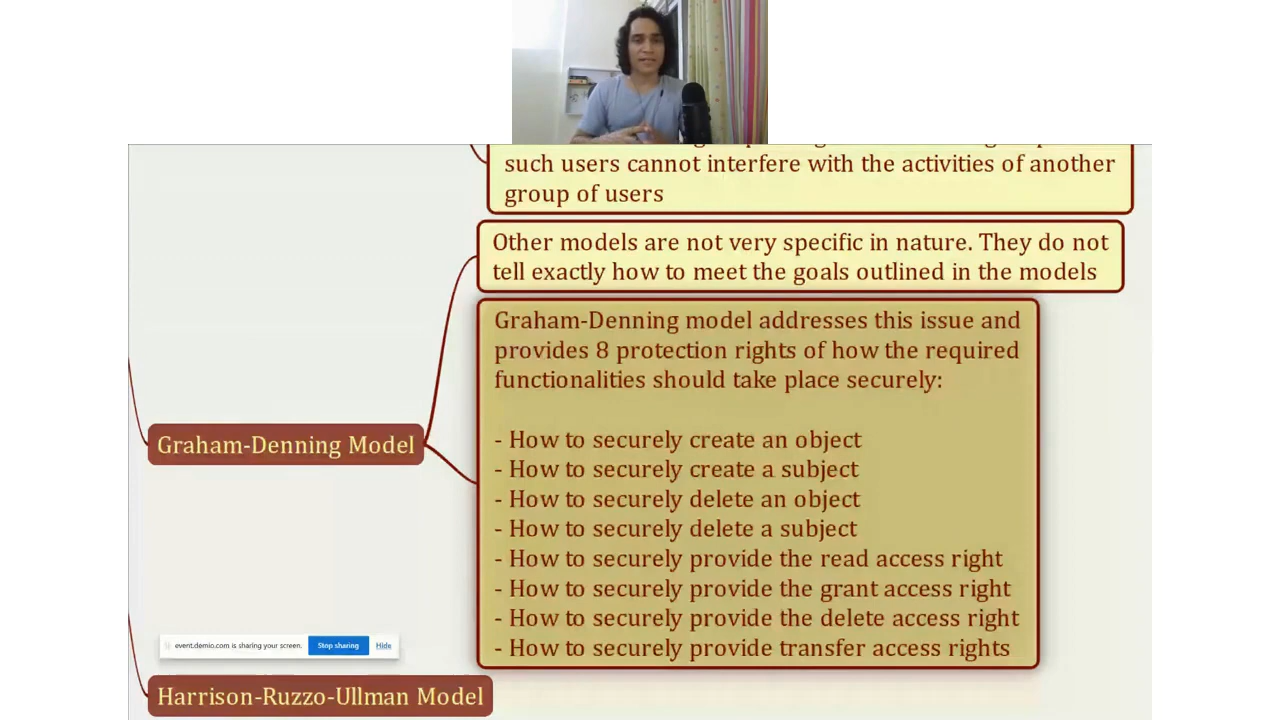 such users cannot interfere with the activities of another
group of users
Other models are not very specific in nature. They do not
tell exactly how to meet the goals outlined in the models
Graham-Denning model addresses this issue and
provides 8 protection rights of how the required
functionalities should take place securely:
- How to securely create an object
- How to securely create a subject
- How to securely delete an object
- How to securely delete a subject
- How to securely provide the read access right
- How to securely provide the grant access right
- How to securely provide the delete access right
- How to securely provide transfer access rights
Graham-Denning Model
event.demio.com is sharing your screen. Stop sharing Hide
Harrison-Ruzzo-Ullman Model